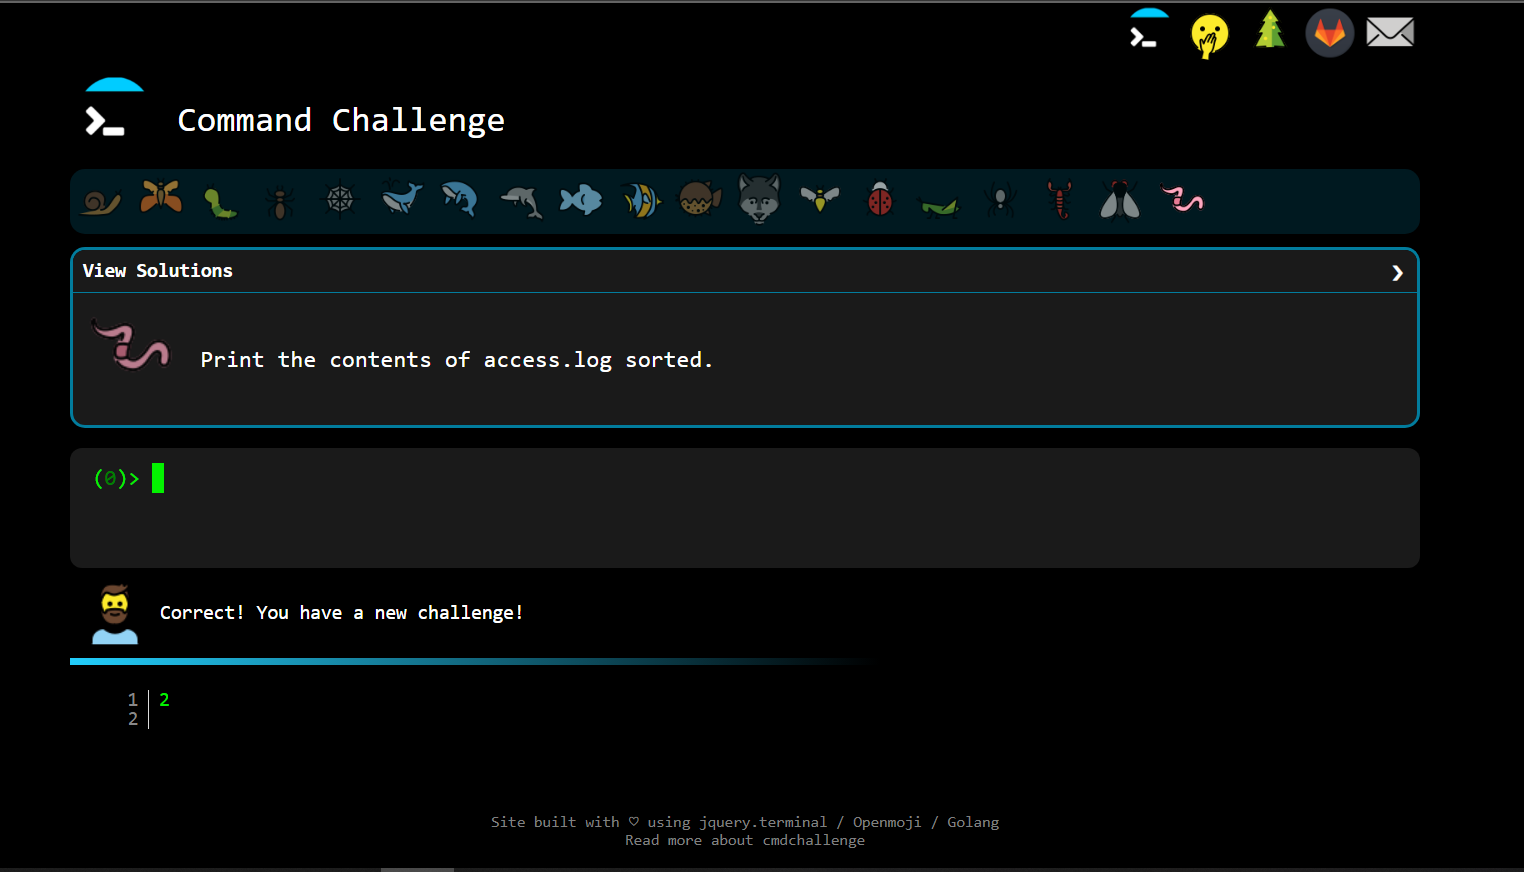 Command Challenge
View Solutions
Print the contents of access.log sorted.
(0)>
Correct! You have a new challenge!
1 2
2
Site built with ♡ using jquery.terminal / Openmoji / Golang
Read more about cmdchallenge